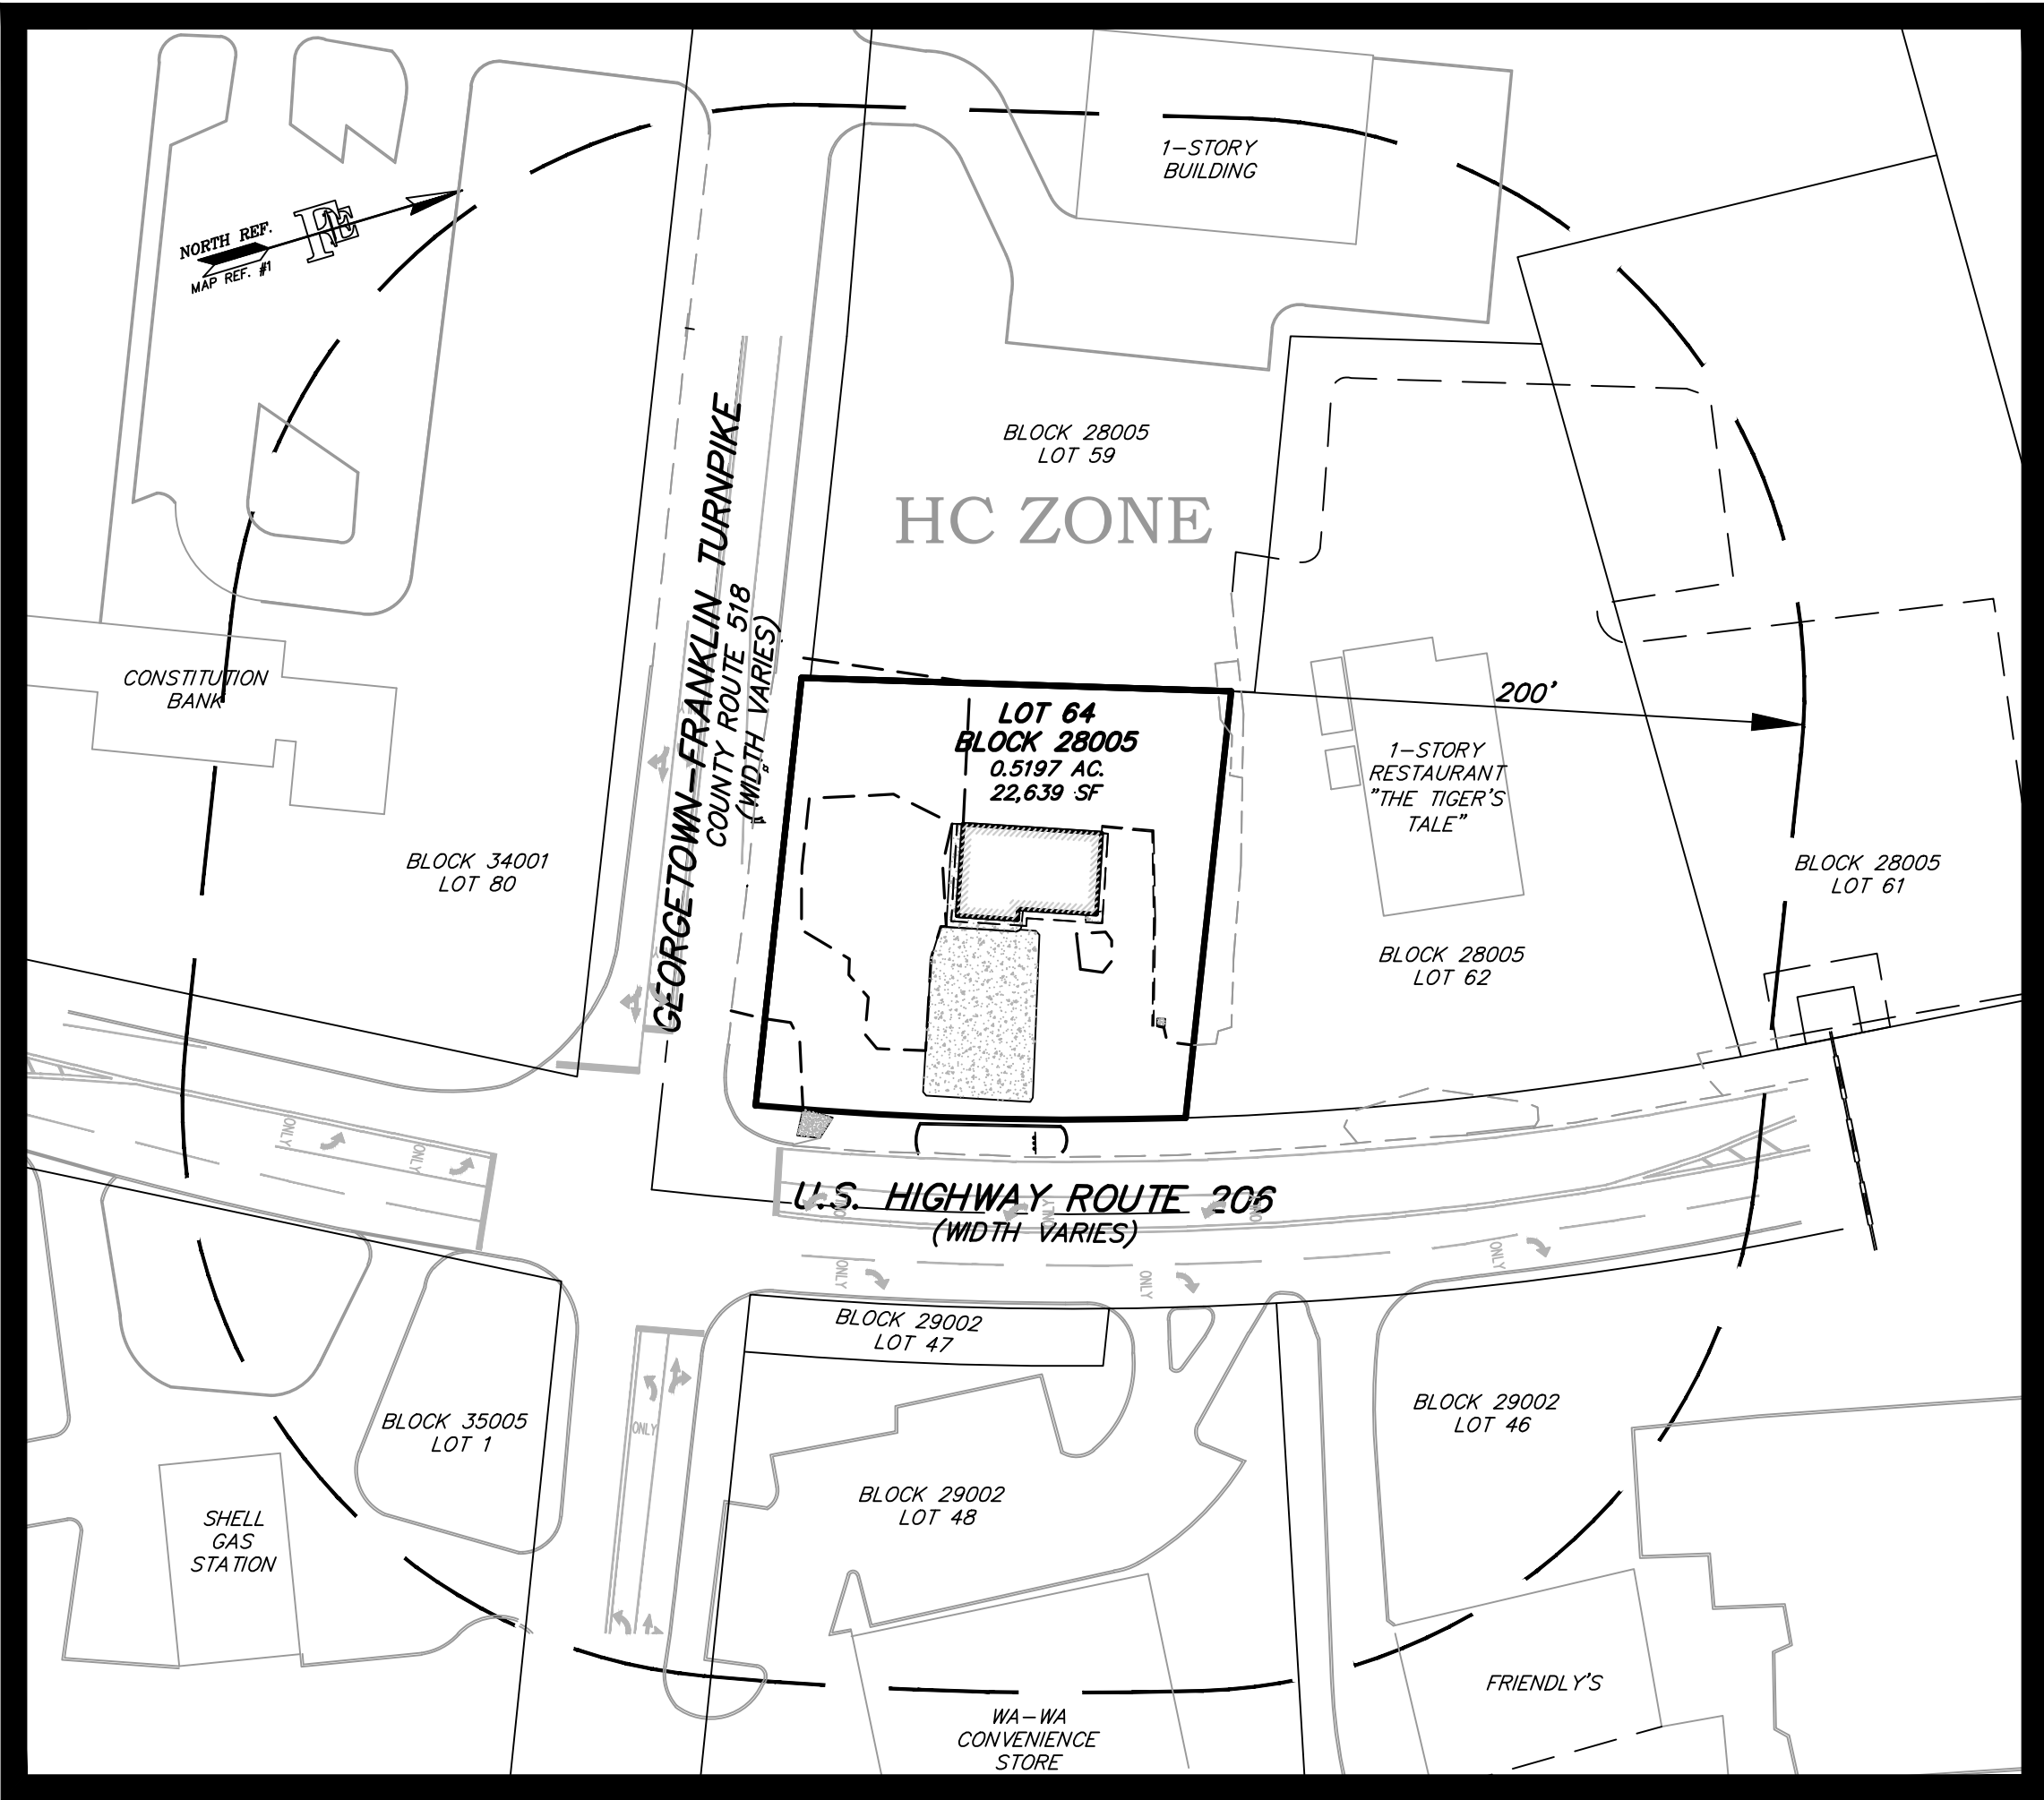 1-STORY
BUILDING
NORTH REF.
FE
MAP REF. #1
BLOCK 28005
LOT 59
HC ZONE
GEORGETOWN-FRANKLIN TURNPIKE
COUNTY ROUTE 518
(WIDTH VARIES)
CONSTITUTION
BANK
LOT 64
BLOCK 28005
0.5197 AC.
22,639 SF
200'
1-STORY
RESTAURANT
"THE TIGER'S
TALE"
BLOCK 34001
LOT 80
BLOCK 28005
LOT 61
BLOCK 28005
LOT 62
ONLY
ONLY
U.S. HIGHWAY ROUTE 206
(WIDTH VARIES)
ONLY
ONLY
ONLY
ONLY
ONLY
ONLY
BLOCK 29002
LOT 47
BLOCK 35005
LOT 1
ONLY
BLOCK 29002
LOT 46
BLOCK 29002
LOT 48
SHELL
GAS
STATION
FRIENDLY'S
WA-WA
CONVENIENCE
STORE